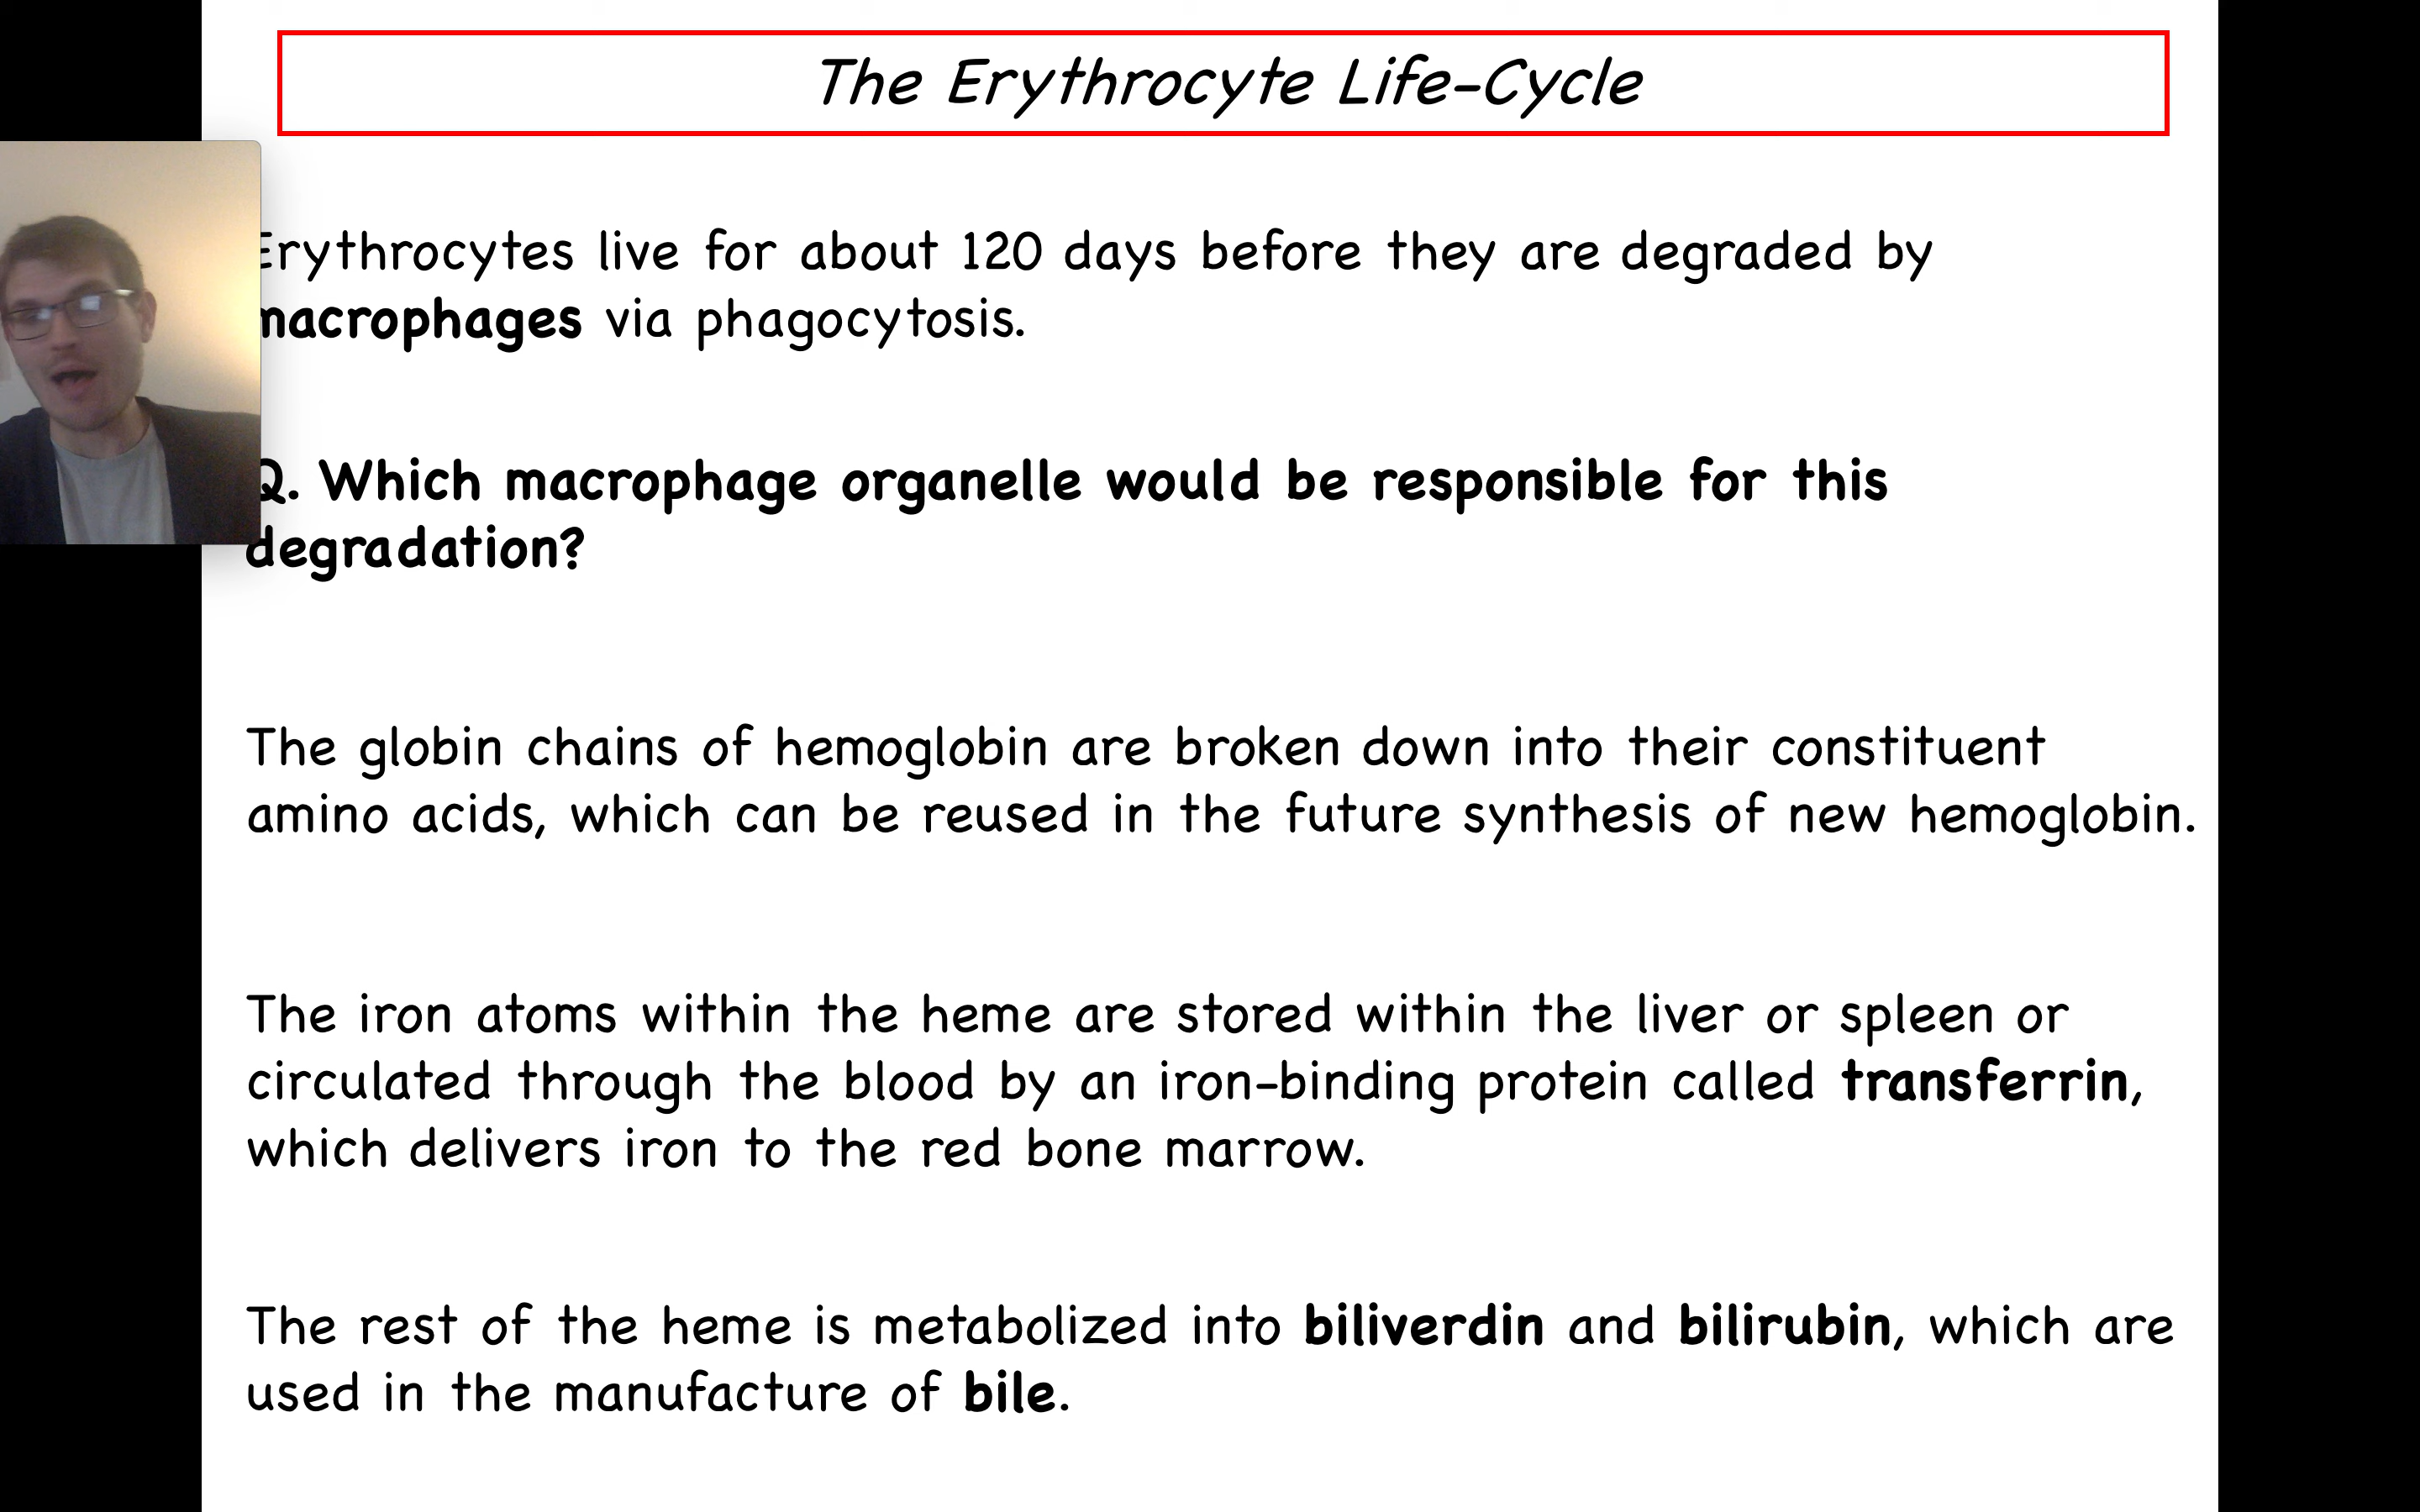 The Erythrocyte Life-Cycle
Erythrocytes live for about 120 days before they are degraded by
macrophages via phagocytosis.
Q. Which macrophage organelle would be responsible for this
degradation?
The globin chains of hemoglobin are broken down into their constituent
amino acids, which can be reused in the future synthesis of new hemoglobin.
The iron atoms within the heme are stored within the liver or spleen or
circulated through the blood by an iron-binding protein called transferrin,
which delivers iron to the red bone marrow.
The rest of the heme is metabolized into biliverdin and bilirubin, which are
used in the manufacture of bile.